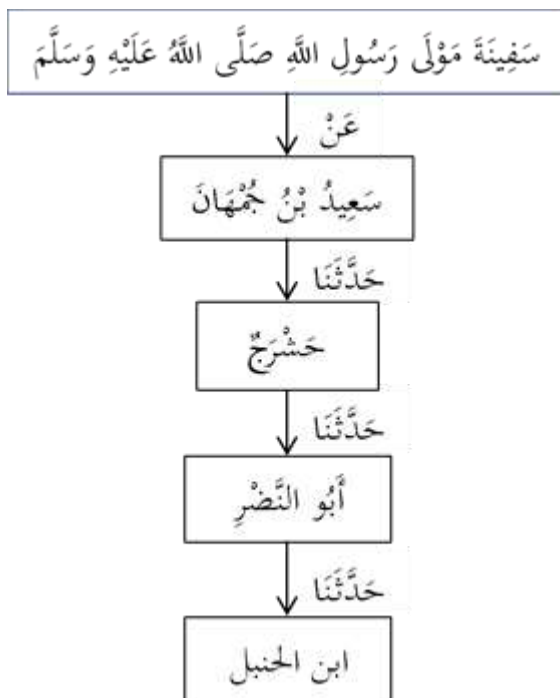 سَفِينَةَ مَوْلَى رَسُولِ اللَّهِ صَلَّى اللَّهُ عَلَيْهِ وَسَلَّمَ
عَنْ
سَعِيدُ بْنُ جُمْهَانَ
حَدَّثَنَا
حَشْرَجٌ
حَدَّثَنَا
أَبُو النَّضْرِ
حَدَّثَنَا
ابن الحنبل